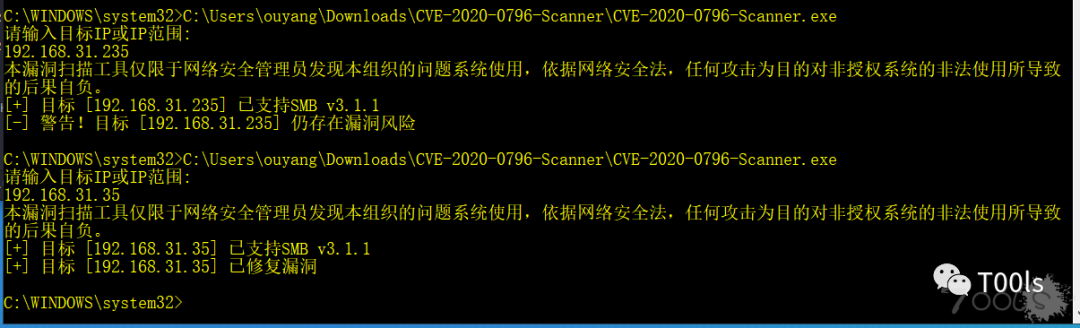 C:\WINDOWS\system32>C:\Users\ouyang\Downloads\CVE-2020-0796-Scanner\CVE-2020-0796-Scanner.exe
请输入目标IP或IP范围:
192.168.31.235
本漏洞扫描工具仅限于网络安全管理员发现本组织的问题系统使用，依据网络安全法，任何攻击为目的对非授权系统的非法使用所导致
的后果自负。
[+] 目标 [192.168.31.235] 已支持SMB v3.1.1
[-] 警告！目标 [192.168.31.235] 仍存在漏洞风险
C:\WINDOWS\system32>C:\Users\ouyang\Downloads\CVE-2020-0796-Scanner\CVE-2020-0796-Scanner.exe
请输入目标IP或IP范围:
192.168.31.35
本漏洞扫描工具仅限于网络安全管理员发现本组织的问题系统使用，依据网络安全法，任何攻击为目的对非授权系统的非法使用所导致
的后果自负。
[+] 目标 [192.168.31.35] 已支持SMB v3.1.1
[+] 目标 [192.168.31.35] 已修复漏洞
C:\WINDOWS\system32>
T00ls